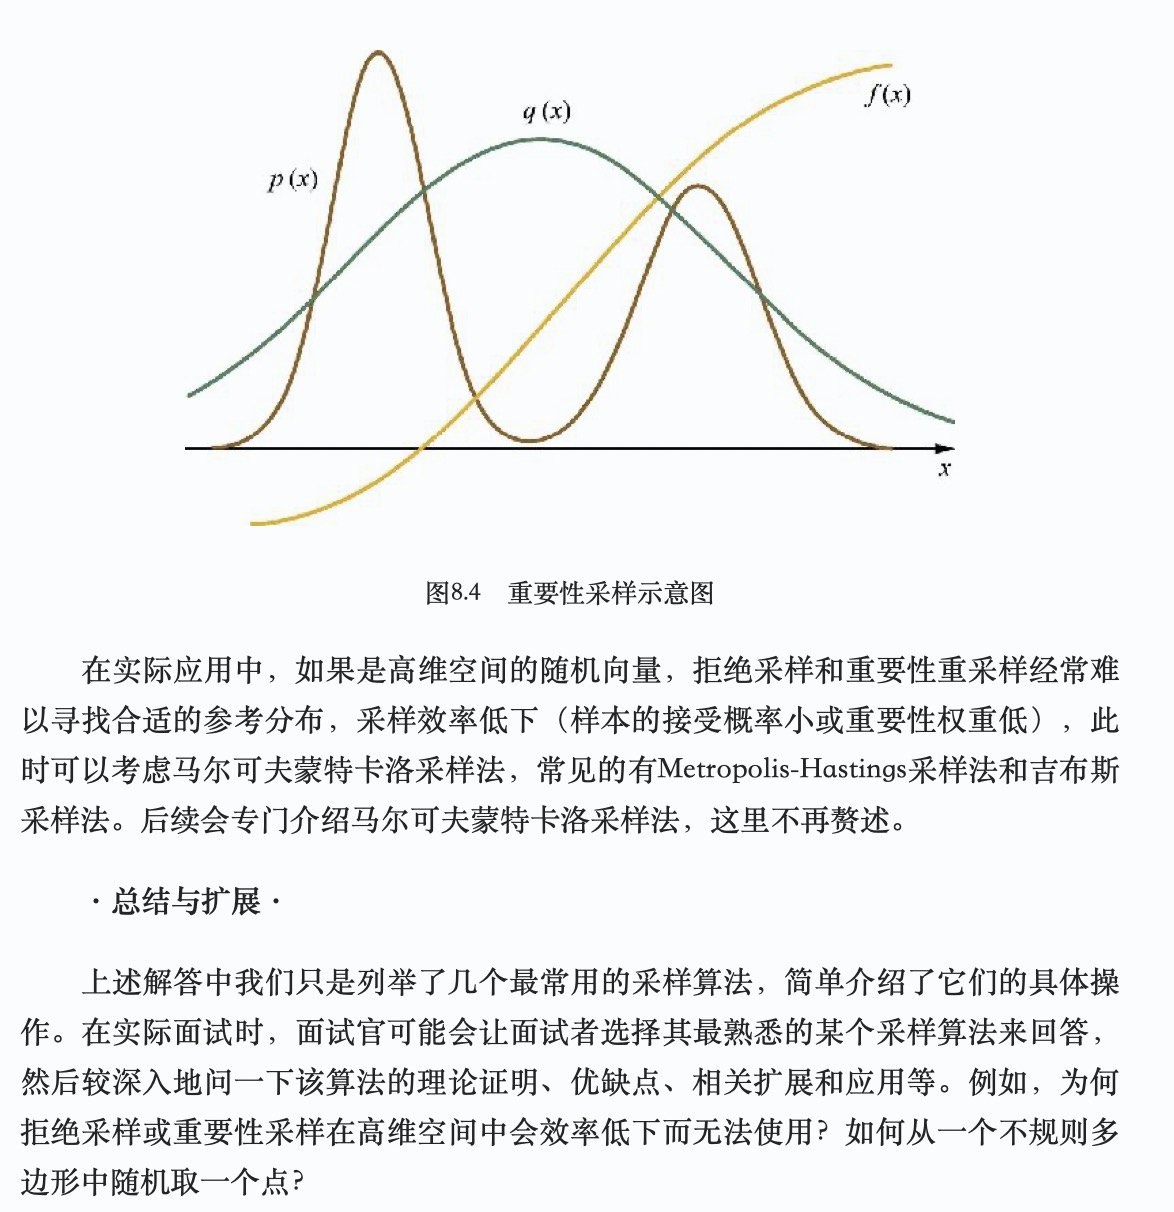 f(x)
q (x)
p (x)
x
图8.4 重要性采样示意图
在实际应用中，如果是高维空间的随机向量，拒绝采样和重要性重采样经常难
以寻找合适的参考分布，采样效率低下（样本的接受概率小或重要性权重低），此
时可以考虑马尔可夫蒙特卡洛采样法，常见的有Metropolis-Hastings采样法和吉布斯
采样法。后续会专门介绍马尔可夫蒙特卡洛采样法，这里不再赘述。
·总结与扩展·
上述解答中我们只是列举了几个最常用的采样算法，简单介绍了它们的具体操
作。在实际面试时，面试官可能会让面试者选择其最熟悉的某个采样算法来回答，
然后较深入地问一下该算法的理论证明、优缺点、相关扩展和应用等。例如，为何
拒绝采样或重要性采样在高维空间中会效率低下而无法使用？如何从一个不规则多
边形中随机取一个点？